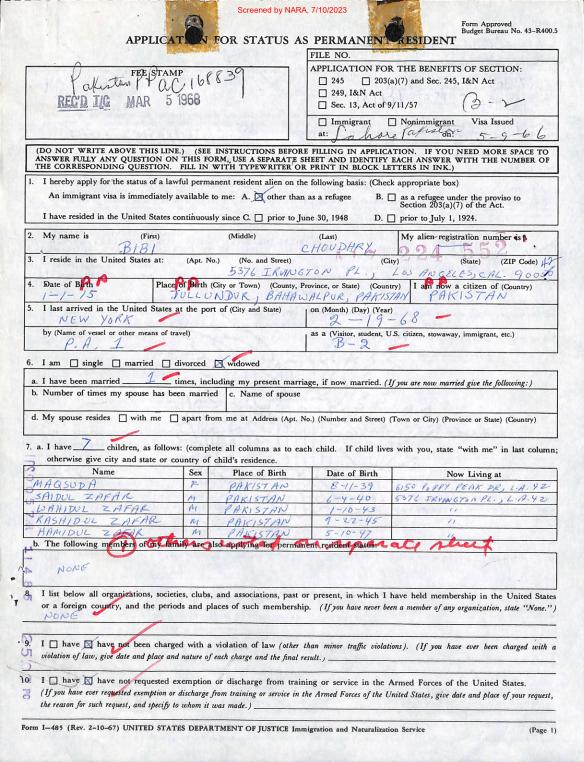 Screened by NARA, 7/10/2023
Form Approved
Budget Bureau No. 43-R400.5
APPLICATION FOR STATUS AS PERMANENT RESIDENT
FEE STAMP
Pakistan PP AC 168839
REC'D T/G MAR 5 1968
FILE NO.
APPLICATION FOR THE BENEFITS OF SECTION:
☐ 245 ☐ 203(a)(7) and Sec. 245, I&N Act
☐ 249, I&N Act
☐ Sec. 13, Act of 9/11/57
B-2
☐ Immigrant ☐ Nonimmigrant Visa Issued
at: Lahore Pakistan on 5-9-66
(DO NOT WRITE ABOVE THIS LINE.) (SEE INSTRUCTIONS BEFORE FILLING IN APPLICATION. IF YOU NEED MORE SPACE TO
ANSWER FULLY ANY QUESTION ON THIS FORM, USE A SEPARATE SHEET AND IDENTIFY EACH ANSWER WITH THE NUMBER OF
THE CORRESPONDING QUESTION. FILL IN WITH TYPEWRITER OR PRINT IN BLOCK LETTERS IN INK.)
1. I hereby apply for the status of a lawful permanent resident alien on the following basis: (Check appropriate box)
An immigrant visa is immediately available to me: A. ☒ other than as a refugee B. ☐ as a refugee under the proviso to Section 203(a)(7) of the Act.
I have resided in the United States continuously since C. ☐ prior to June 30, 1948 D. ☐ prior to July 1, 1924.
2. My name is (First) (Middle) (Last) My alien registration number is
BIBI CHOUDHRY 224 552
3. I reside in the United States at: (Apt. No.) (No. and Street) (City) (State) (ZIP Code)
5376 IRVINGTON PL., LOS ANGELES, CAL. 900
4. Date of Birth Place of Birth (City or Town) (County, Province, or State) (Country) I am now a citizen of (Country)
1-1-15 JULLUNDUR, BAHAWALPUR, PAKISTAN PAKISTAN
5. I last arrived in the United States at the port of (City and State) on (Month) (Day) (Year)
NEW YORK 2-19-68
by (Name of vessel or other means of travel) as a (Visitor, student, U.S. citizen, stowaway, immigrant, etc.)
P.A. 1 B-2
6. I am ☐ single ☐ married ☐ divorced ☒ widowed
a. I have been married 1 times, including my present marriage, if now married. (If you are now married give the following:)
b. Number of times my spouse has been married c. Name of spouse
d. My spouse resides ☐ with me ☐ apart from me at Address (Apt. No.) (Number and Street) (Town or City) (Province or State) (Country)
7. a. I have 7 children, as follows: (complete all columns as to each child. If child lives with you, state "with me" in last column;
otherwise give city and state or country of child's residence.
Name Sex Place of Birth Date of Birth Now Living at
MAQSUDA F PAKISTAN 8-11-39 6150 POPPY PEAK DR, L.A. 42
SAIDUL ZAFAR M PAKISTAN 6-4-40 5376 IRVINGTON PL., L.A. 42
WAHIDUL ZAFAR M PAKISTAN 1-10-43 "
RASHIDUL ZAFAR M PAKISTAN 9-27-45 "
HAMIDUL ZAFAR M PAKISTAN 5-10-47 "
b. The following members of my family are also applying for permanent resident status
others listed on separate sheet
NONE
8. I list below all organizations, societies, clubs, and associations, past or present, in which I have held membership in the United States
or a foreign country, and the periods and places of such membership. (If you have never been a member of any organization, state "None.")
NONE
9. I ☐ have ☒ have not been charged with a violation of law (other than minor traffic violations). (If you have ever been charged with a
violation of law, give date and place and nature of each charge and the final result.)
10. I ☐ have ☒ have not requested exemption or discharge from training or service in the Armed Forces of the United States.
(If you have ever requested exemption or discharge from training or service in the Armed Forces of the United States, give date and place of your request,
the reason for such request, and specify to whom it was made.)
Form I-485 (Rev. 2-10-67) UNITED STATES DEPARTMENT OF JUSTICE Immigration and Naturalization Service (Page 1)